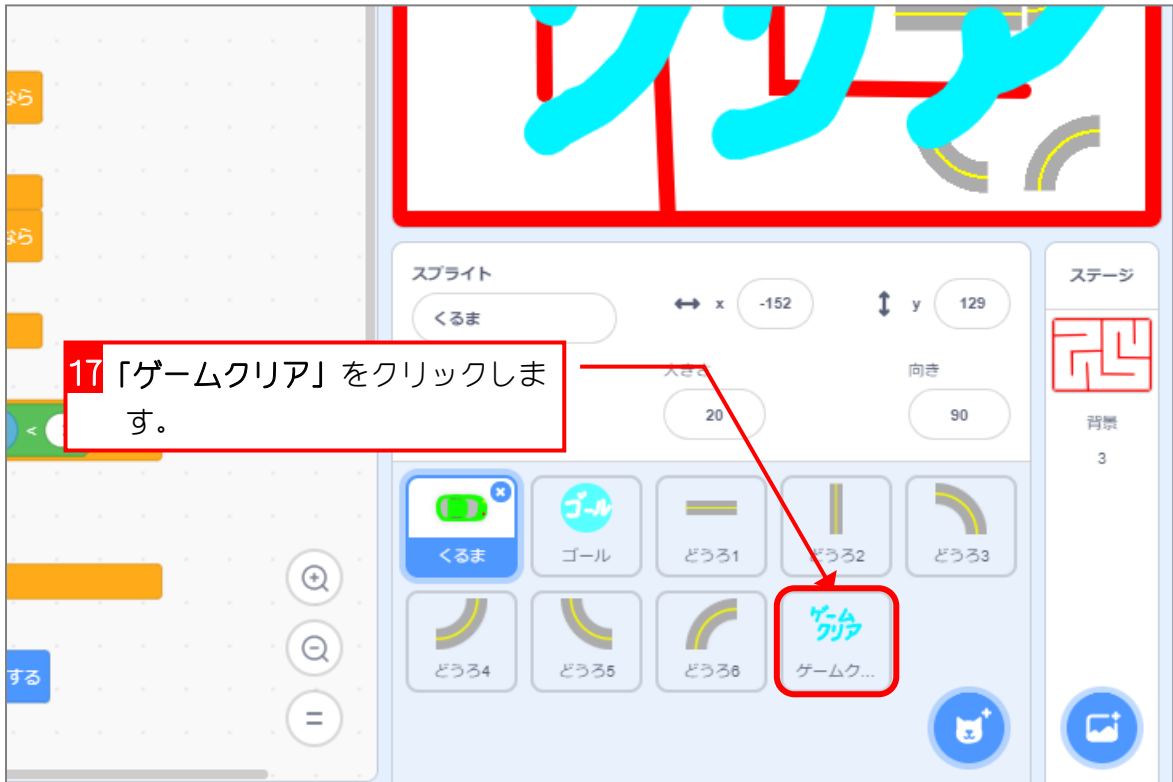 クリア
なら
なら
スプライト
ステージ
くるま
x -152
y 129
17「ゲームクリア」をクリックしま
す。
大きさ
向き
20
90
背景
3
<
ゴール
くるま
ゴール
どうろ1
どうろ2
どうろ3
ゲーム
クリア
どうろ4
どうろ5
どうろ6
ゲームク...
する